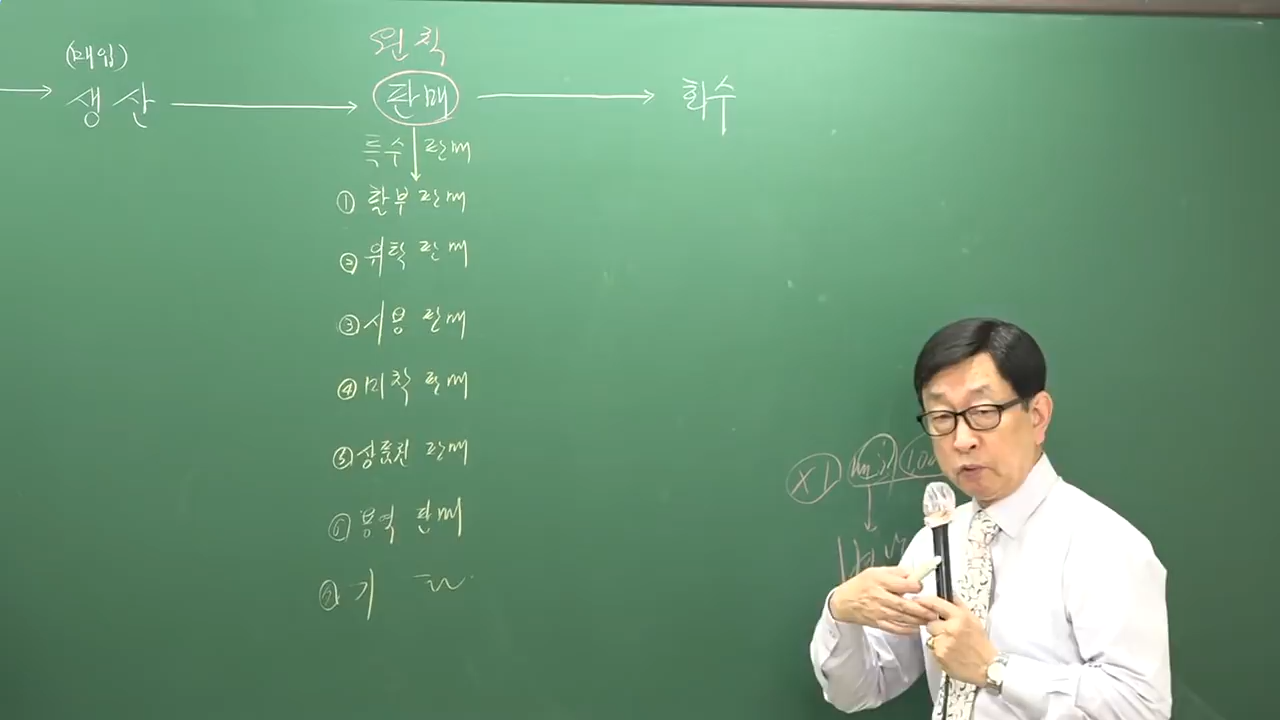 (매입)
생산
원칙
판매
회수
특수 판매
① 할부 판매
② 위탁 판매
③ 시용 판매
④ 미착 판매
⑤ 상품권 판매
⑥ 용역 판매
기
X1